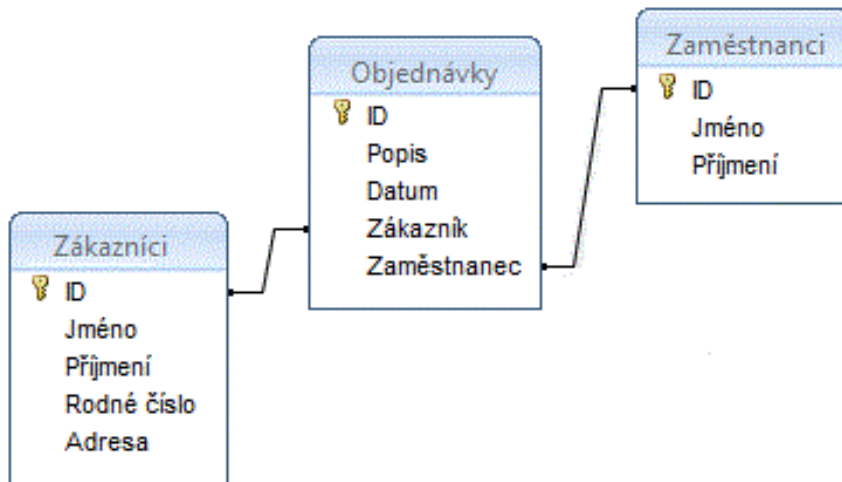 Zákazníci
ID
Jméno
Příjmení
Rodné číslo
Adresa
Objednávky
ID
Popis
Datum
Zákazník
Zaměstnanec
Zaměstnanci
ID
Jméno
Příjmení